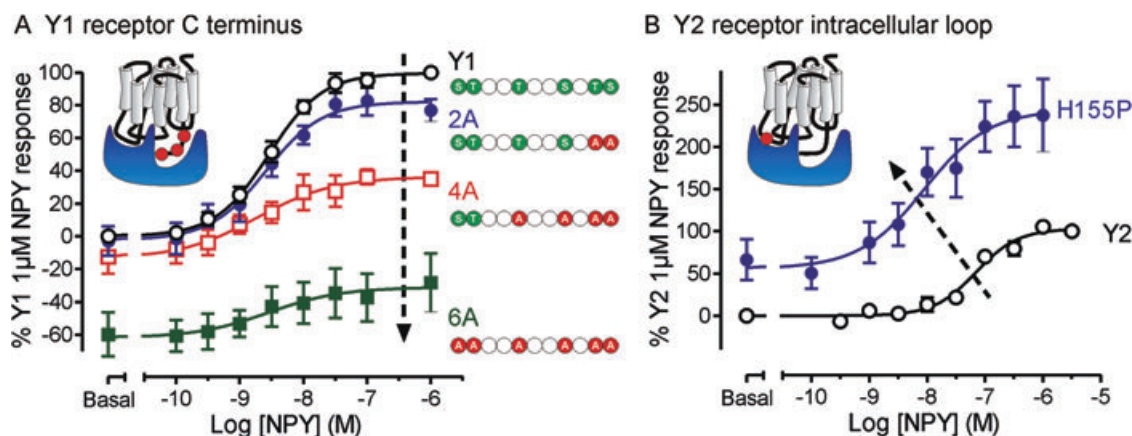 A Y1 receptor C terminus
% Y1 1µM NPY response
100
80
60
40
20
0
-20
-40
-60
Y1
S T T S T S
2A
S T T S A A
4A
S T A A A A
6A
A A A A A A
Basal -10 -9 -8 -7 -6
Log [NPY] (M)
B Y2 receptor intracellular loop
% Y2 1µM NPY response
250
200
150
100
50
0
H155P
Y2
Basal -10 -9 -8 -7 -6 -5
Log [NPY] (M)